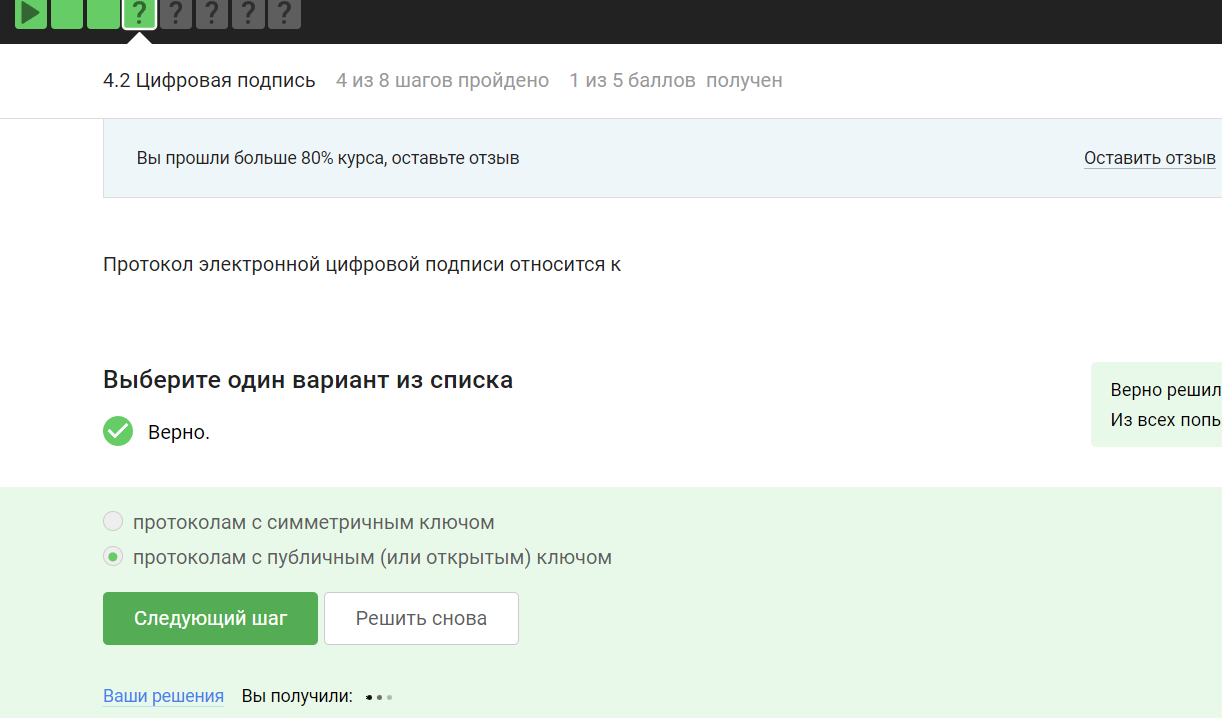 ? ? ? ? ?
4.2 Цифровая подпись 4 из 8 шагов пройдено 1 из 5 баллов получен
Вы прошли больше 80% курса, оставьте отзыв Оставить отзыв
Протокол электронной цифровой подписи относится к
Выберите один вариант из списка
Верно.
Верно решил
Из всех попы
протоколам с симметричным ключом
протоколам с публичным (или открытым) ключом
Следующий шаг Решить снова
Ваши решения Вы получили: